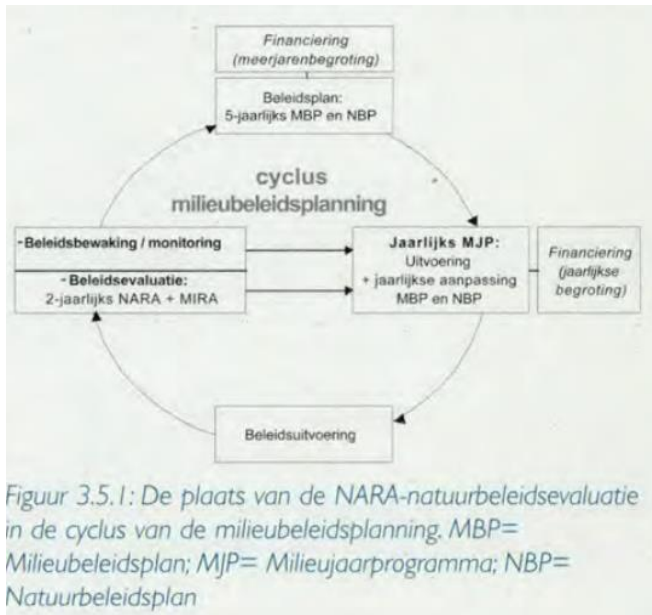 Financiering
(meerjarenbegroting)
Beleidsplan:
5-jaarlijks MBP en NBP
cyclus
milieubeleidsplanning
-Beleidsbewaking / monitoring
- Beleidsevaluatie:
2-jaarlijks NARA + MIRA
Jaarlijks MJP:
Uitvoering
+ jaarlijkse aanpassing
MBP en NBP
Financiering
(jaarlijkse
begroting)
Beleidsuitvoering
Figuur 3.5.1: De plaats van de NARA-natuurbeleidsevaluatie
in de cyclus van de milieubeleidsplanning. MBP=
Milieubeleidsplan; MJP= Milieujaarprogramma; NBP=
Natuurbeleidsplan